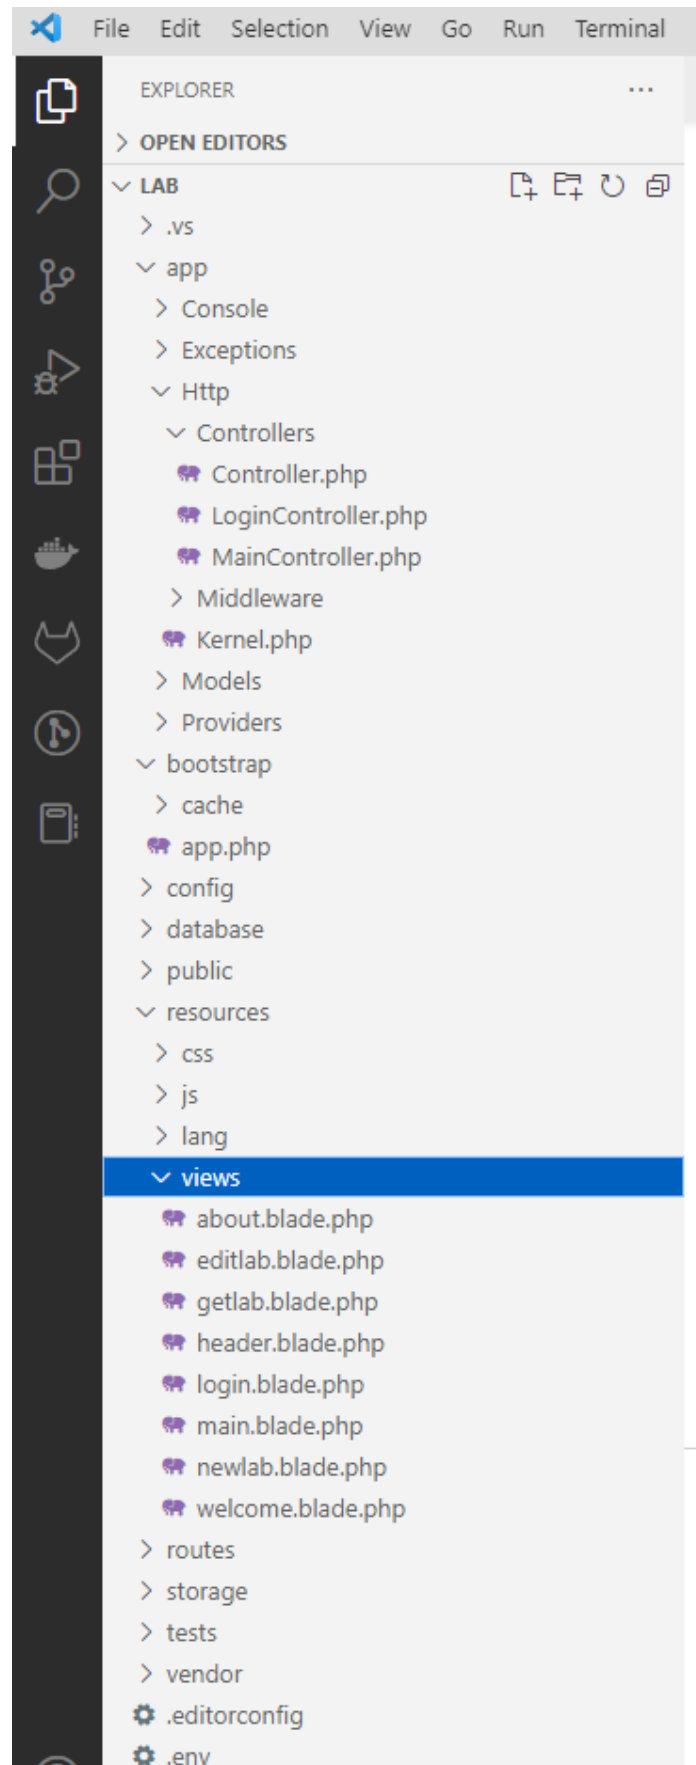 File Edit Selection View Go Run Terminal
EXPLORER
OPEN EDITORS
LAB
.vs
app
Console
Exceptions
Http
Controllers
Controller.php
LoginController.php
MainController.php
Middleware
Kernel.php
Models
Providers
bootstrap
cache
app.php
config
database
public
resources
css
js
lang
views
about.blade.php
editlab.blade.php
getlab.blade.php
header.blade.php
login.blade.php
main.blade.php
newlab.blade.php
welcome.blade.php
routes
storage
tests
vendor
.editorconfig
.env